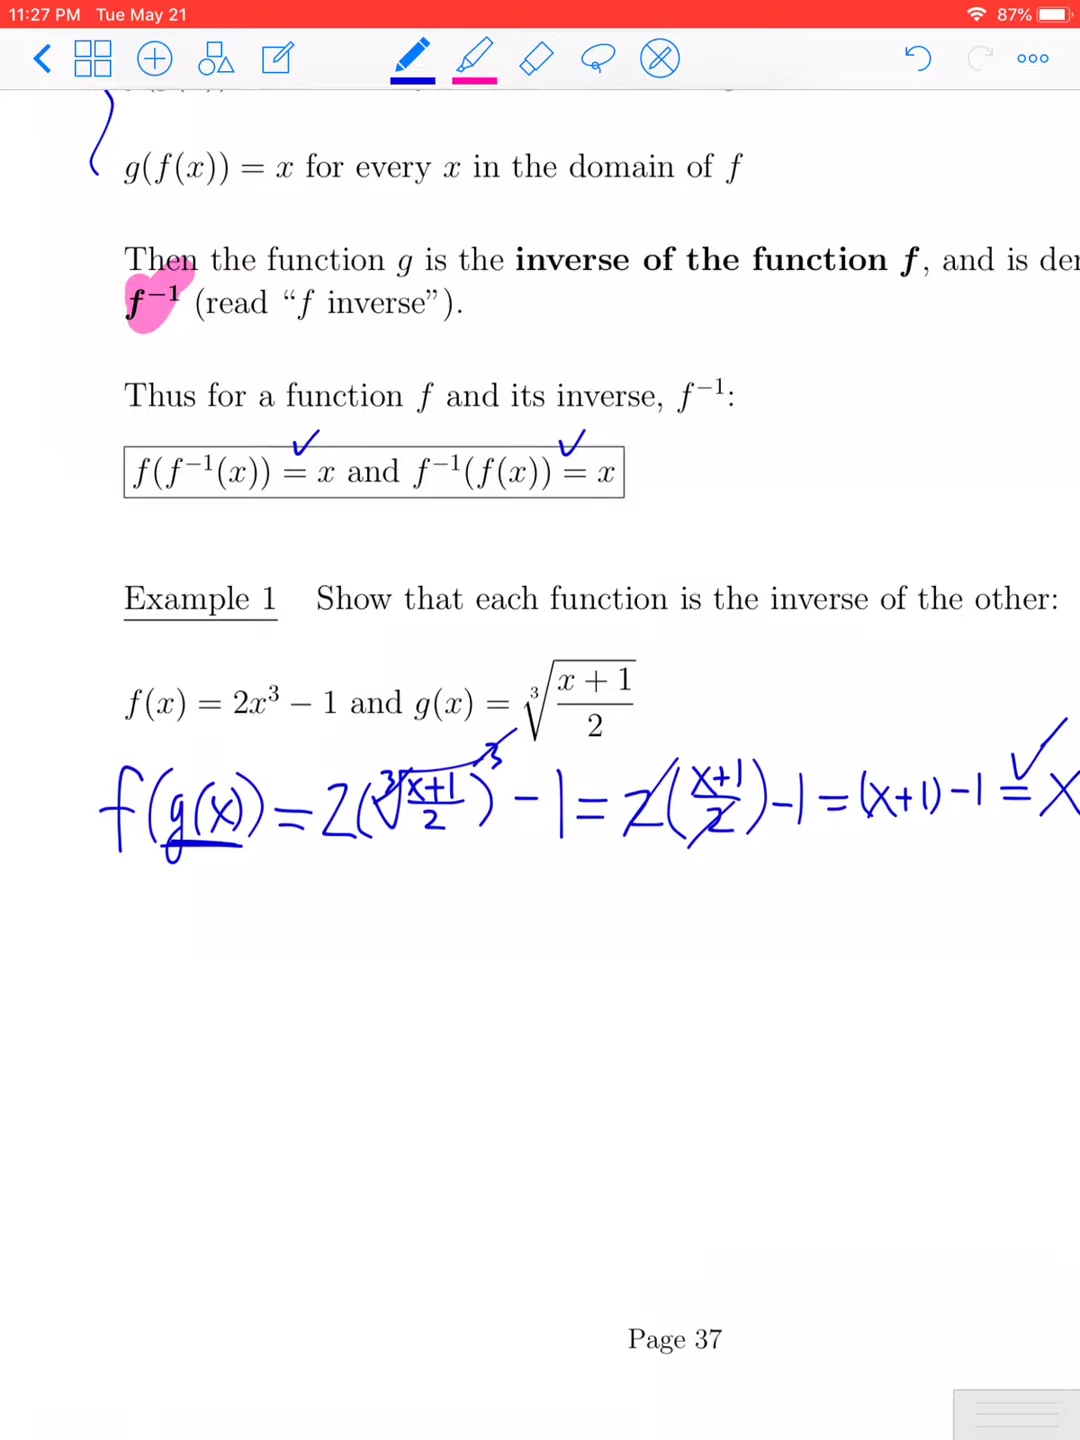 11:27 PM Tue May 21 87%
g(f(x)) = x for every x in the domain of f
Then the function g is the inverse of the function f, and is der
f⁻¹ (read “f inverse”).
Thus for a function f and its inverse, f⁻¹:
f(f⁻¹(x)) = x and f⁻¹(f(x)) = x
Example 1 Show that each function is the inverse of the other:
f(x) = 2x³ − 1 and g(x) = ∛((x + 1)/2)
f(g(x)) = 2(∛((x+1)/2))³ − 1 = 2((x+1)/2) − 1 = (x+1) − 1 = x
Page 37